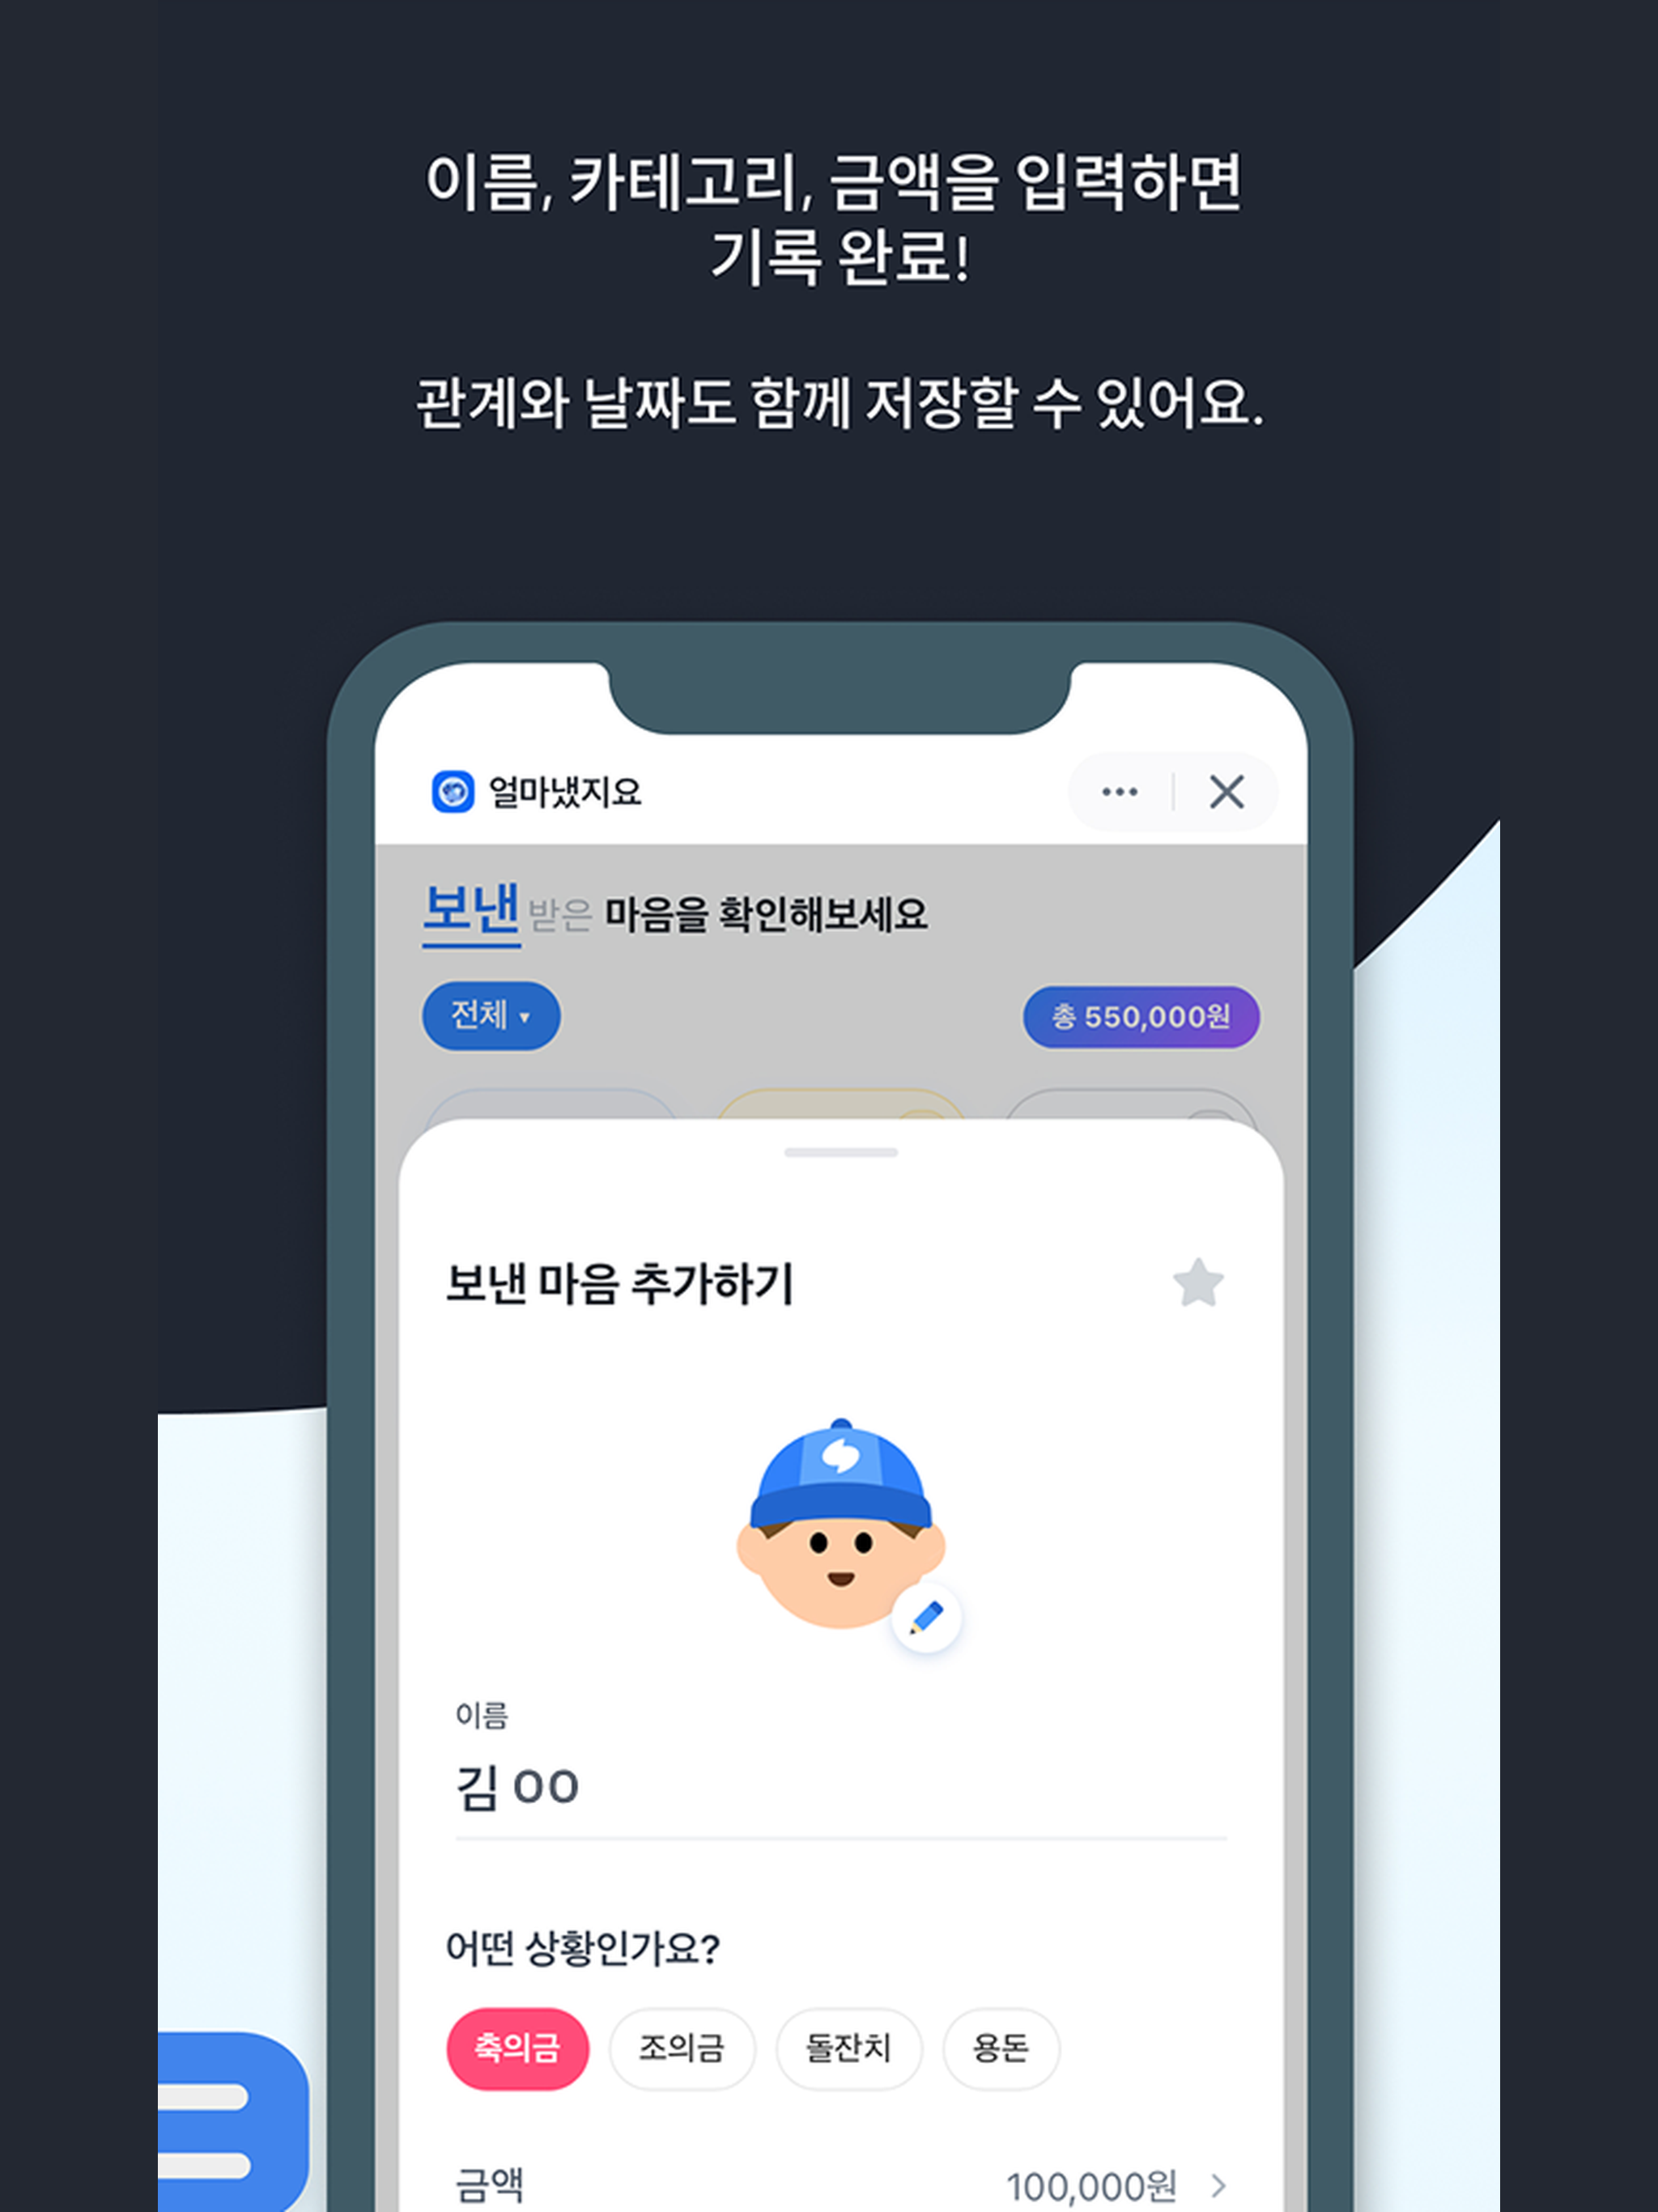 이름, 카테고리, 금액을 입력하면
기록 완료!
관계와 날짜도 함께 저장할 수 있어요.
얼마냈지요
보낸 받은 마음을 확인해보세요
전체 ▾
총 550,000원
보낸 마음 추가하기
이름
김 OO
어떤 상황인가요?
축의금 조의금 돌잔치 용돈
금액 100,000원